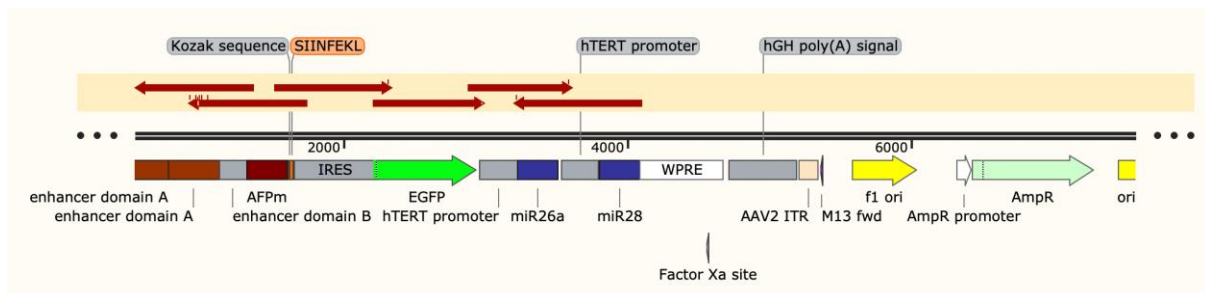 Kozak sequence SIINFEKL hTERT promoter hGH poly(A) signal
2000 4000 6000
IRES WPRE
enhancer domain A AFPm EGFP miR26a miR28 AAV2 ITR f1 ori AmpR ori
enhancer domain A enhancer domain B hTERT promoter M13 fwd AmpR promoter
Factor Xa site